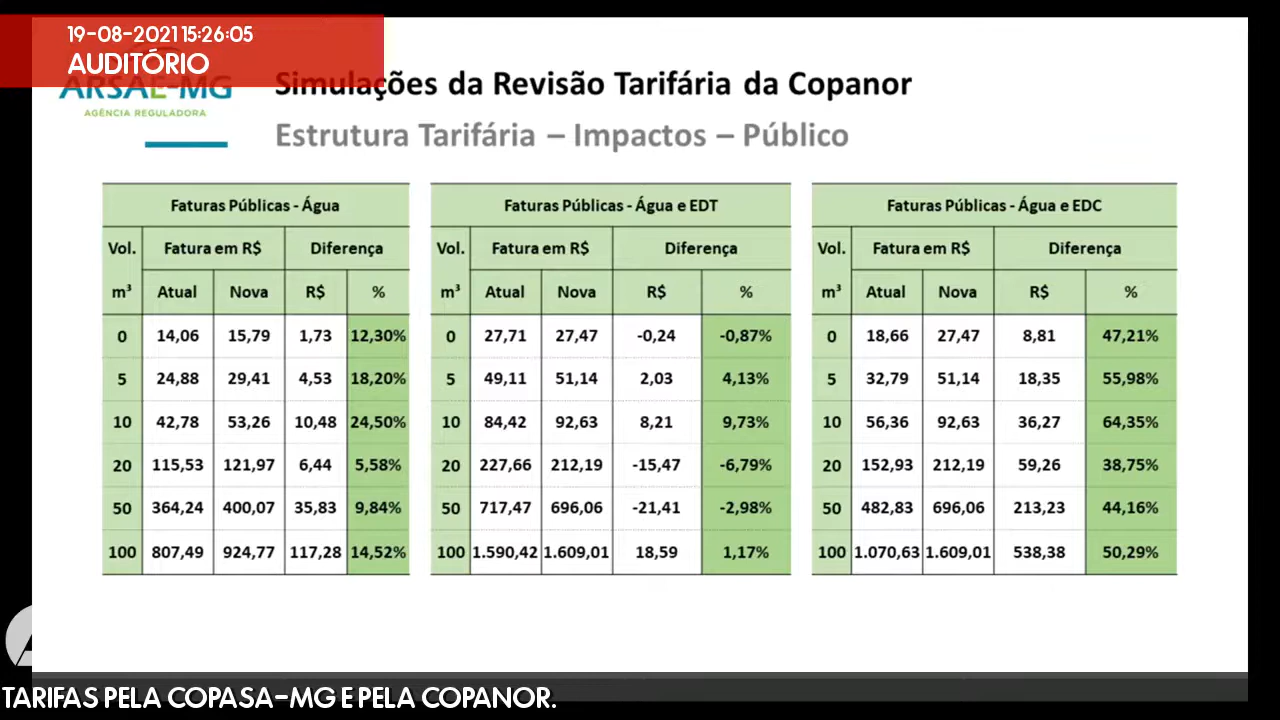 19-08-2021 15:26:05
AUDITÓRIO
ARSAE-MG
AGÊNCIA REGULADORA
Simulações da Revisão Tarifária da Copanor
Estrutura Tarifária – Impactos – Público
Faturas Públicas - Água
Vol. Fatura em R$ Diferença
m³ Atual Nova R$ %
0 14,06 15,79 1,73 12,30%
5 24,88 29,41 4,53 18,20%
10 42,78 53,26 10,48 24,50%
20 115,53 121,97 6,44 5,58%
50 364,24 400,07 35,83 9,84%
100 807,49 924,77 117,28 14,52%
Faturas Públicas - Água e EDT
Vol. Fatura em R$ Diferença
m³ Atual Nova R$ %
0 27,71 27,47 -0,24 -0,87%
5 49,11 51,14 2,03 4,13%
10 84,42 92,63 8,21 9,73%
20 227,66 212,19 -15,47 -6,79%
50 717,47 696,06 -21,41 -2,98%
100 1.590,42 1.609,01 18,59 1,17%
Faturas Públicas - Água e EDC
Vol. Fatura em R$ Diferença
m³ Atual Nova R$ %
0 18,66 27,47 8,81 47,21%
5 32,79 51,14 18,35 55,98%
10 56,36 92,63 36,27 64,35%
20 152,93 212,19 59,26 38,75%
50 482,83 696,06 213,23 44,16%
100 1.070,63 1.609,01 538,38 50,29%
TARIFAS PELA COPASA-MG E PELA COPANOR.